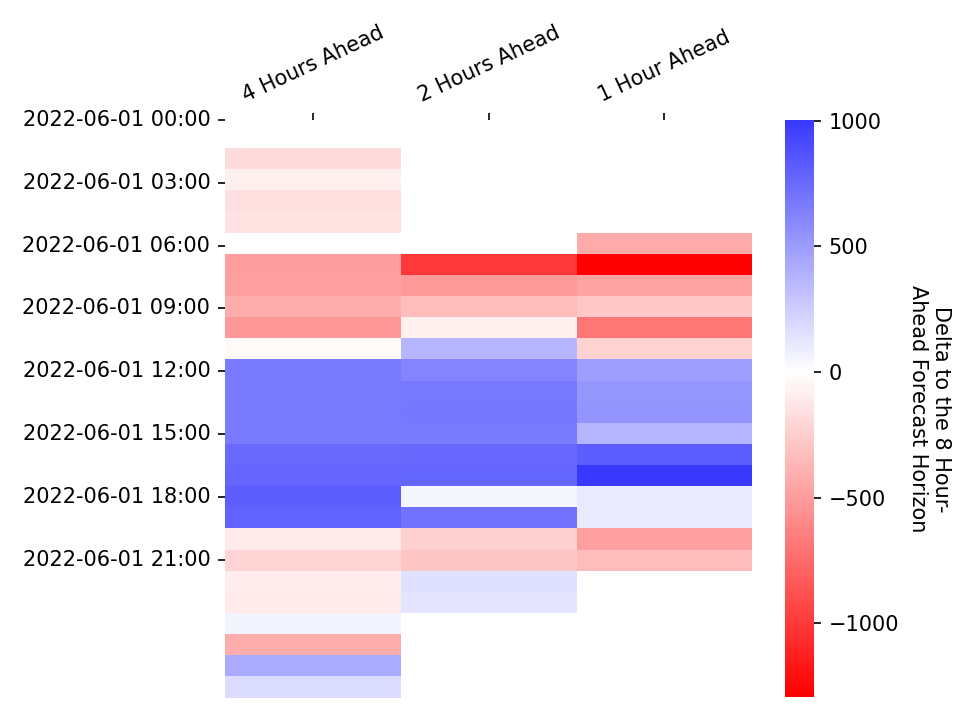 4 Hours Ahead
2 Hours Ahead
1 Hour Ahead
2022-06-01 00:00
2022-06-01 03:00
2022-06-01 06:00
2022-06-01 09:00
2022-06-01 12:00
2022-06-01 15:00
2022-06-01 18:00
2022-06-01 21:00
1000
500
0
−500
−1000
Delta to the 8 Hour-
Ahead Forecast Horizon